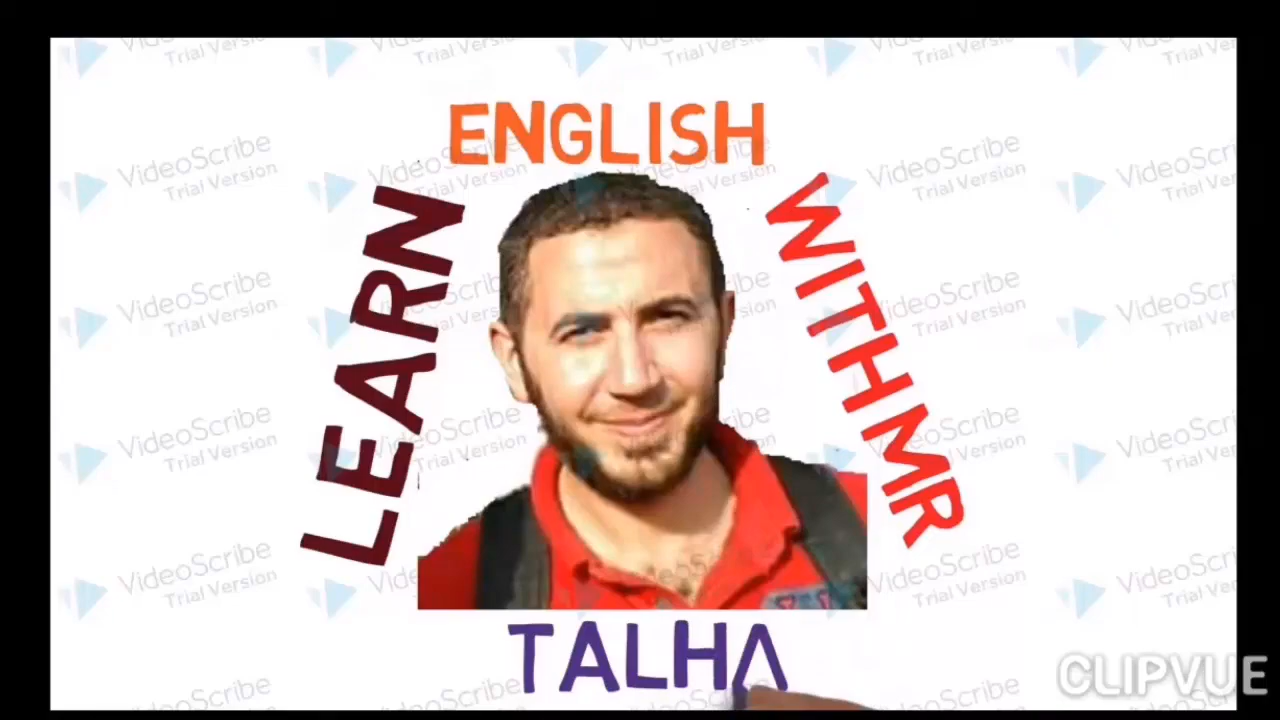 LEARN
ENGLISH
WITHMR
TALHA
VideoScribe
Trial Version
CLIPVUE